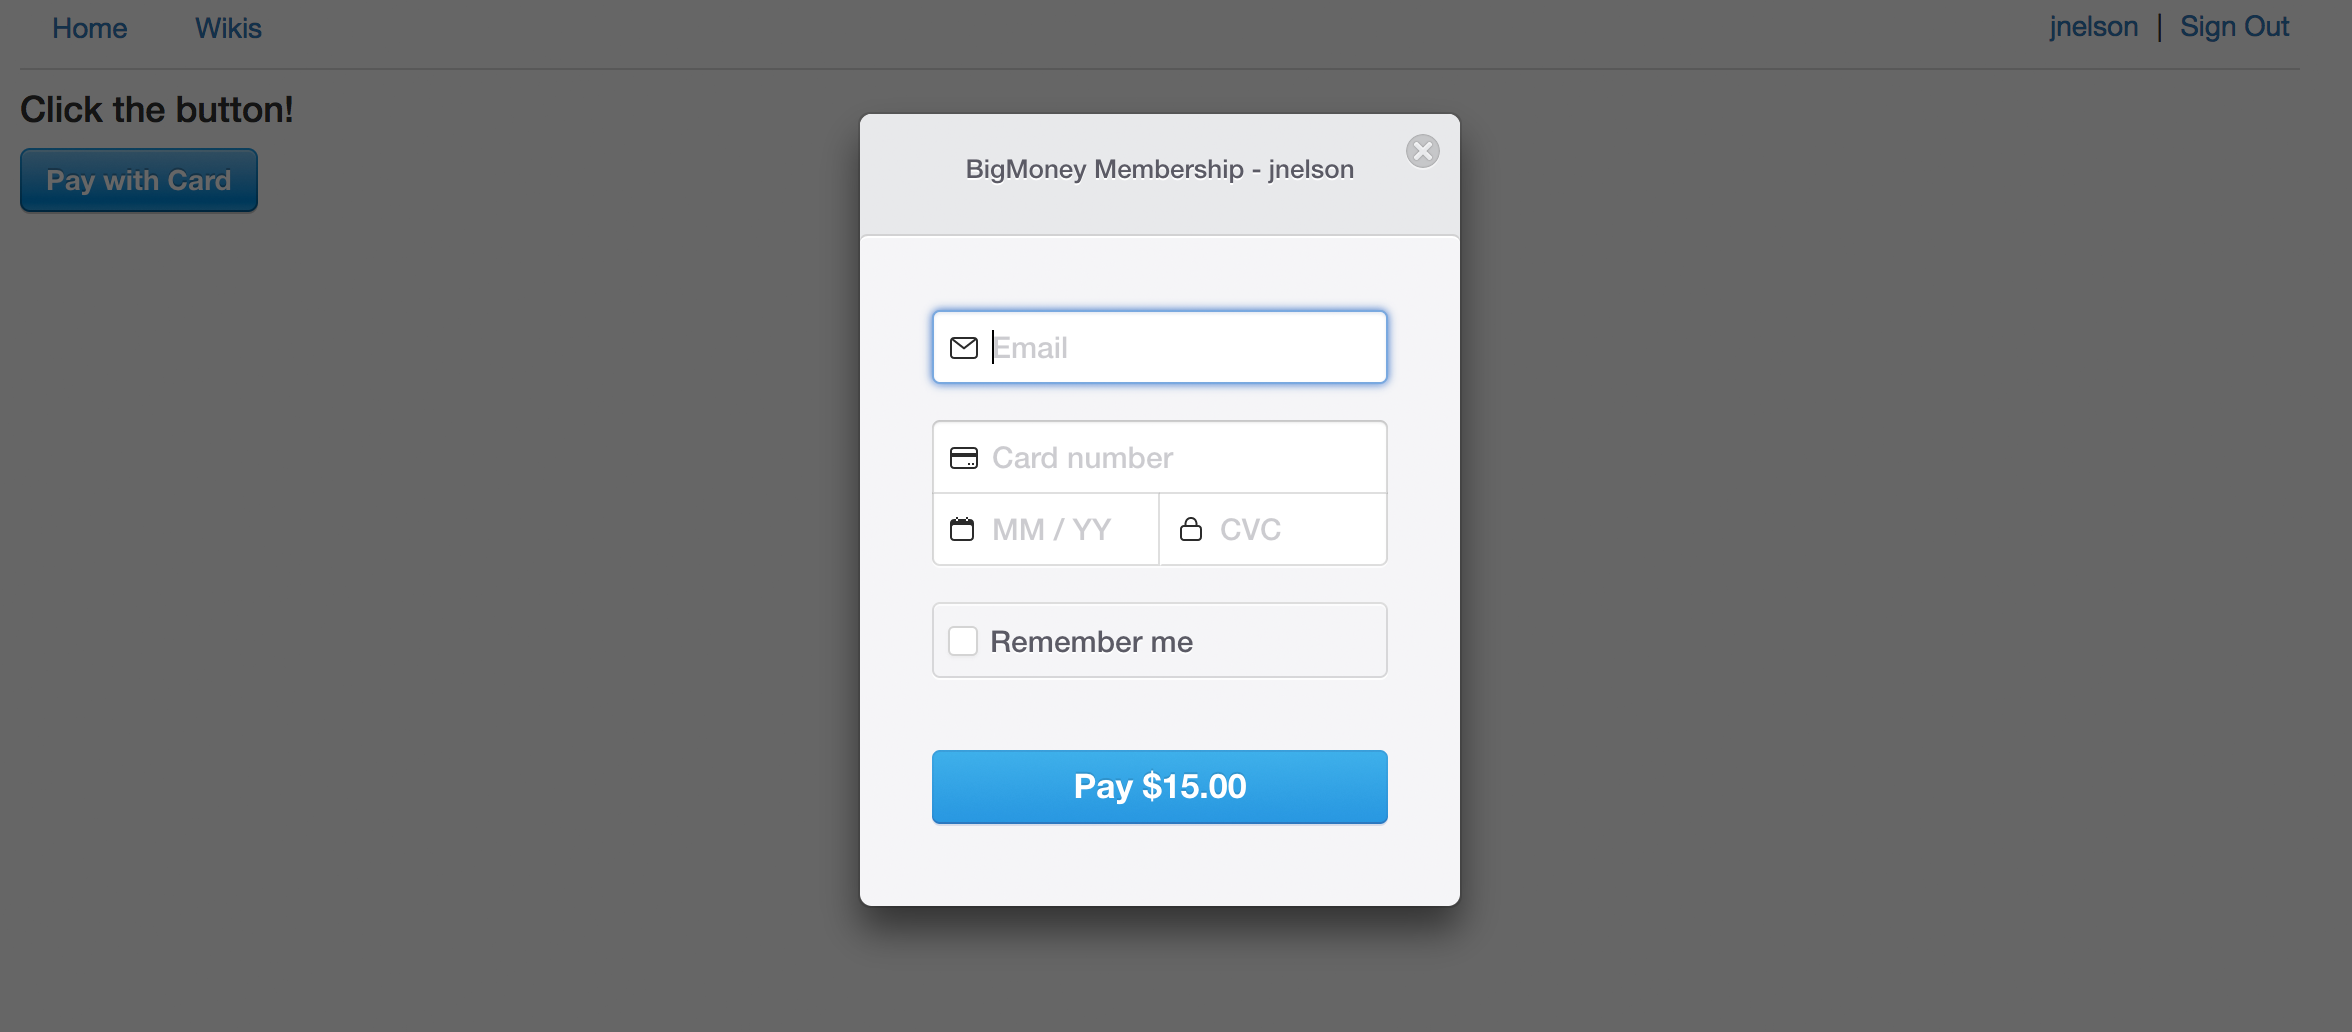 Home Wikis jnelson | Sign Out
Click the button!
Pay with Card
BigMoney Membership - jnelson
Email
Card number
MM / YY CVC
Remember me
Pay $15.00